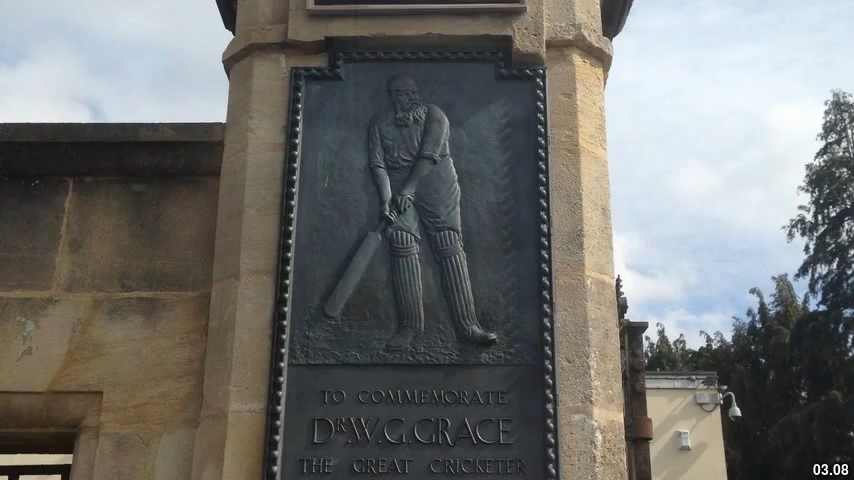 TO COMMEMORATE
DR. W. G. GRACE
THE GREAT CRICKETER
03.08